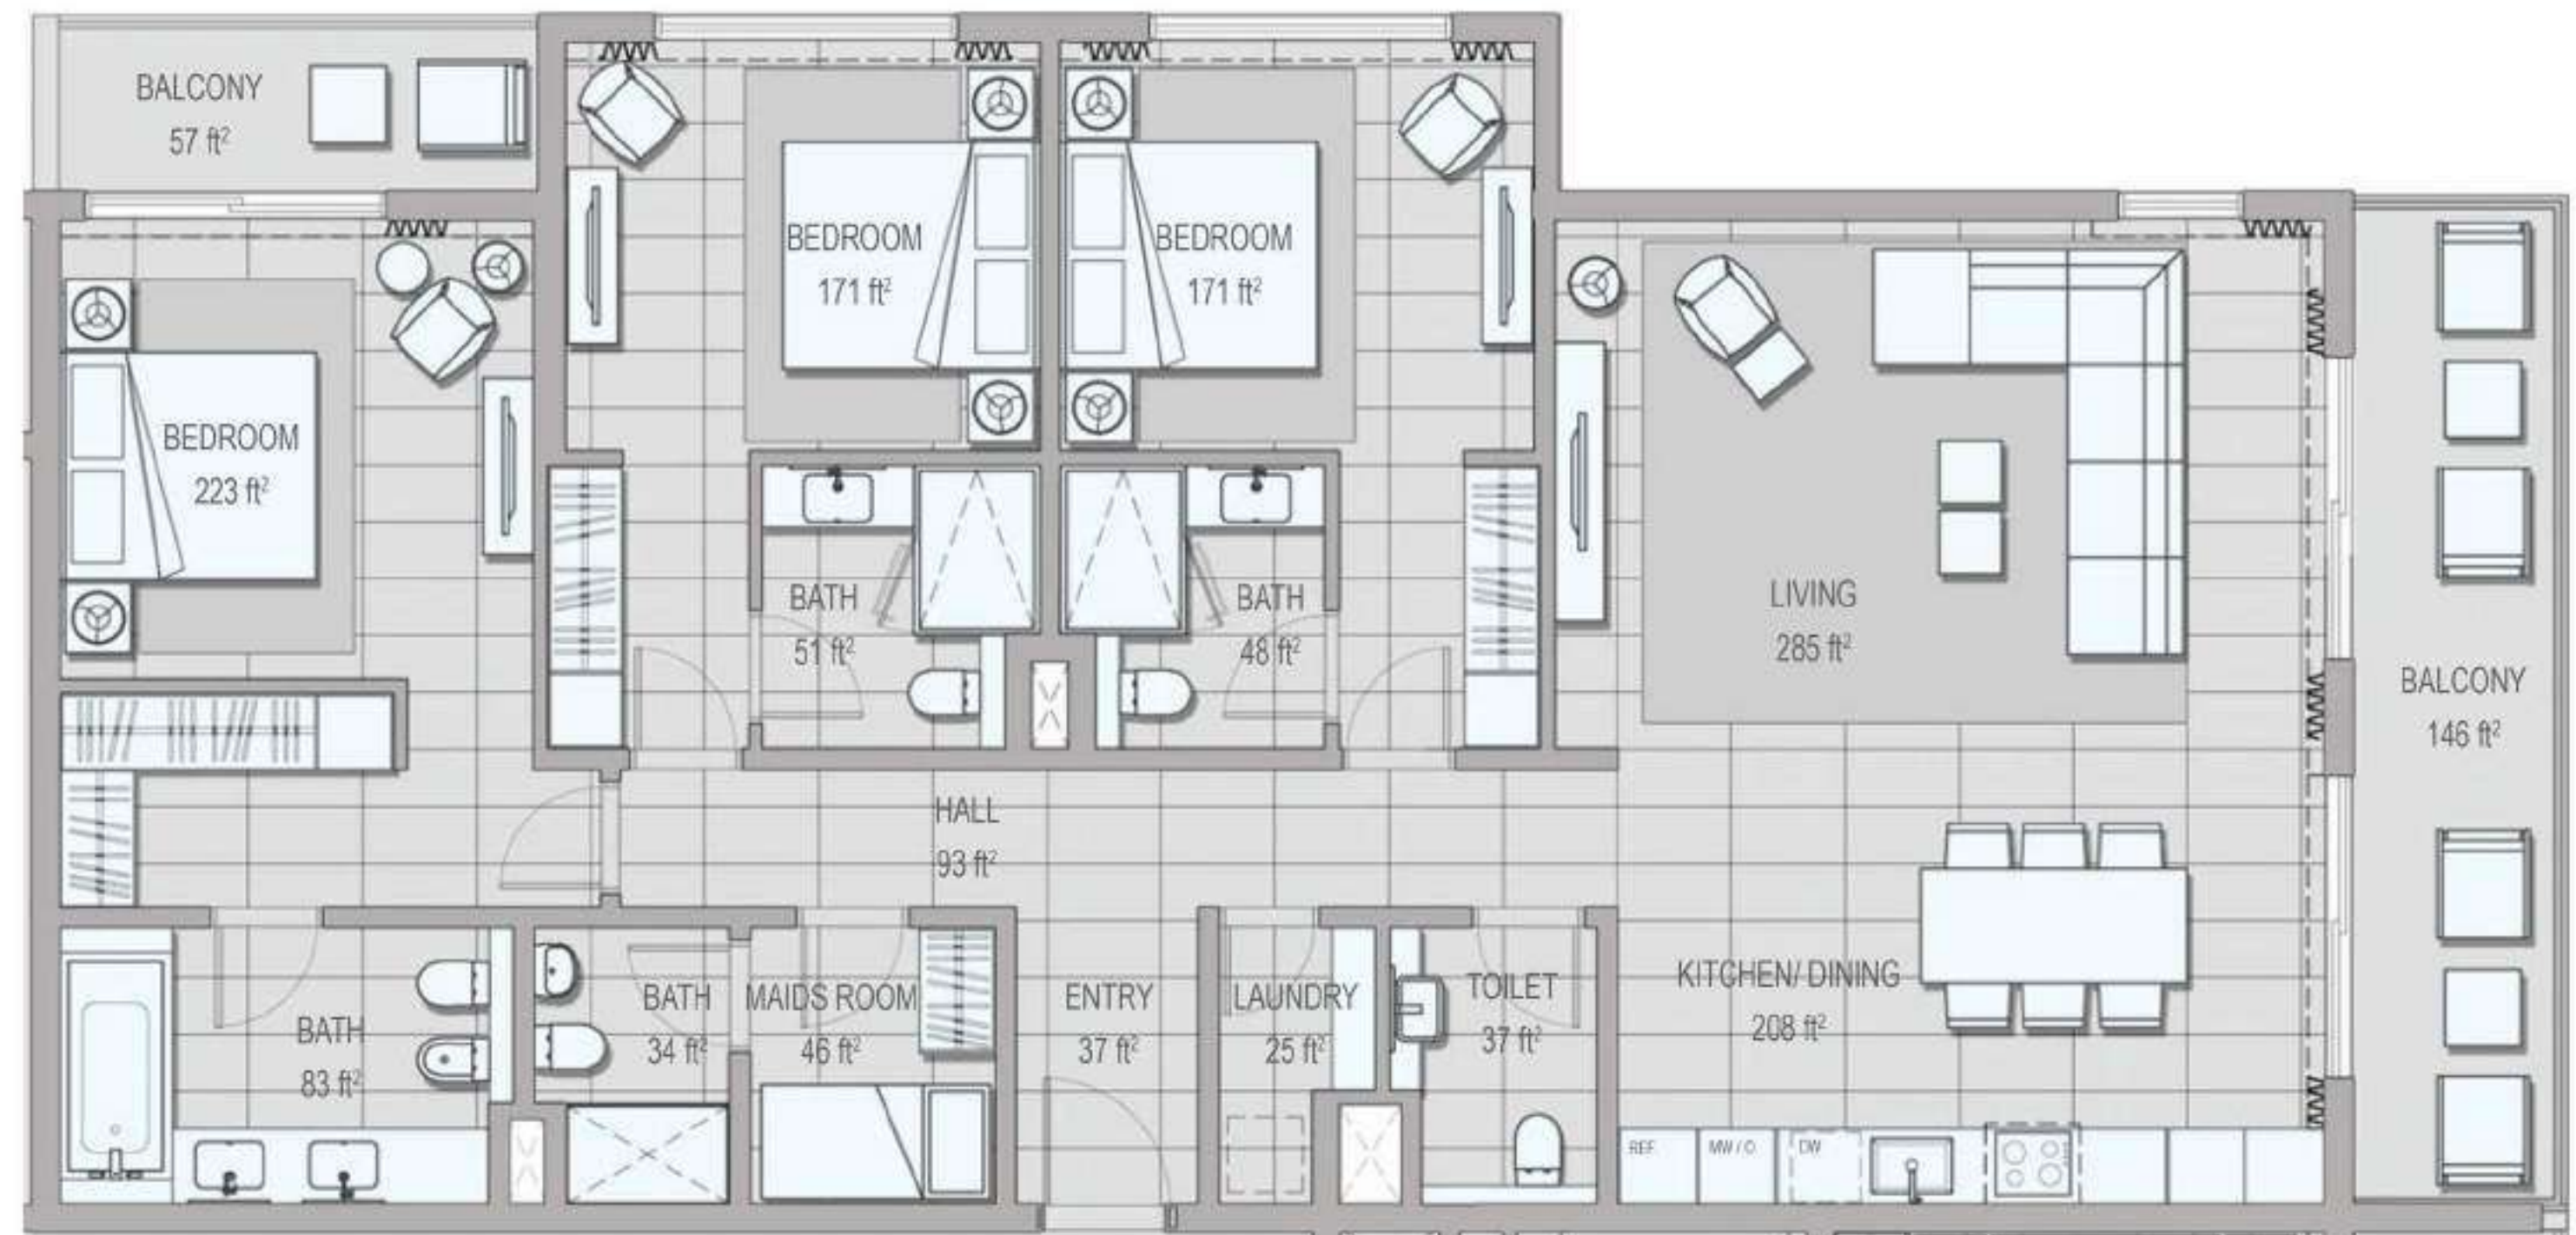 BALCONY
57 ft²
BEDROOM
223 ft²
BEDROOM
171 ft²
BEDROOM
171 ft²
BATH
51 ft²
BATH
48 ft²
LIVING
285 ft²
BALCONY
146 ft²
HALL
93 ft²
BATH
83 ft²
BATH
34 ft²
MAIDS ROOM
46 ft²
ENTRY
37 ft²
LAUNDRY
25 ft²
TOILET
37 ft²
KITCHEN/ DINING
208 ft²
REF.
MW / O
DW